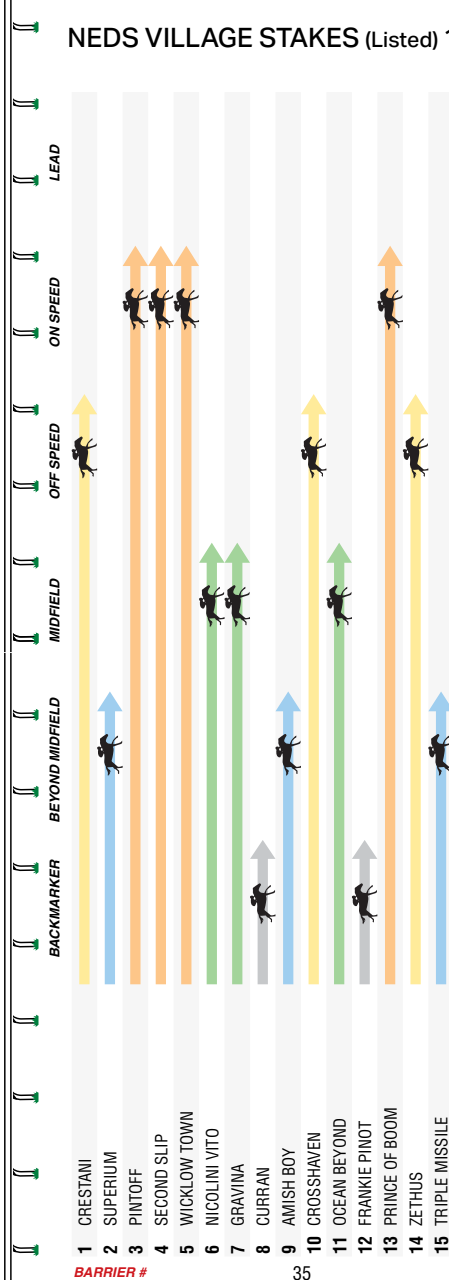 NEDS VILLAGE STAKES (Listed) 1
LEAD
ON SPEED
OFF SPEED
MIDFIELD
BEYOND MIDFIELD
BACKMARKER
1 CRESTANI
2 SUPERIUM
3 PINTOFF
4 SECOND SLIP
5 WICKLOW TOWN
6 NICOLINI VITO
7 GRAVINA
8 CURRAN
9 AMISH BOY
10 CROSSHAVEN
11 OCEAN BEYOND
12 FRANKIE PINOT
13 PRINCE OF BOOM
14 ZETHUS
15 TRIPLE MISSILE
BARRIER #
35